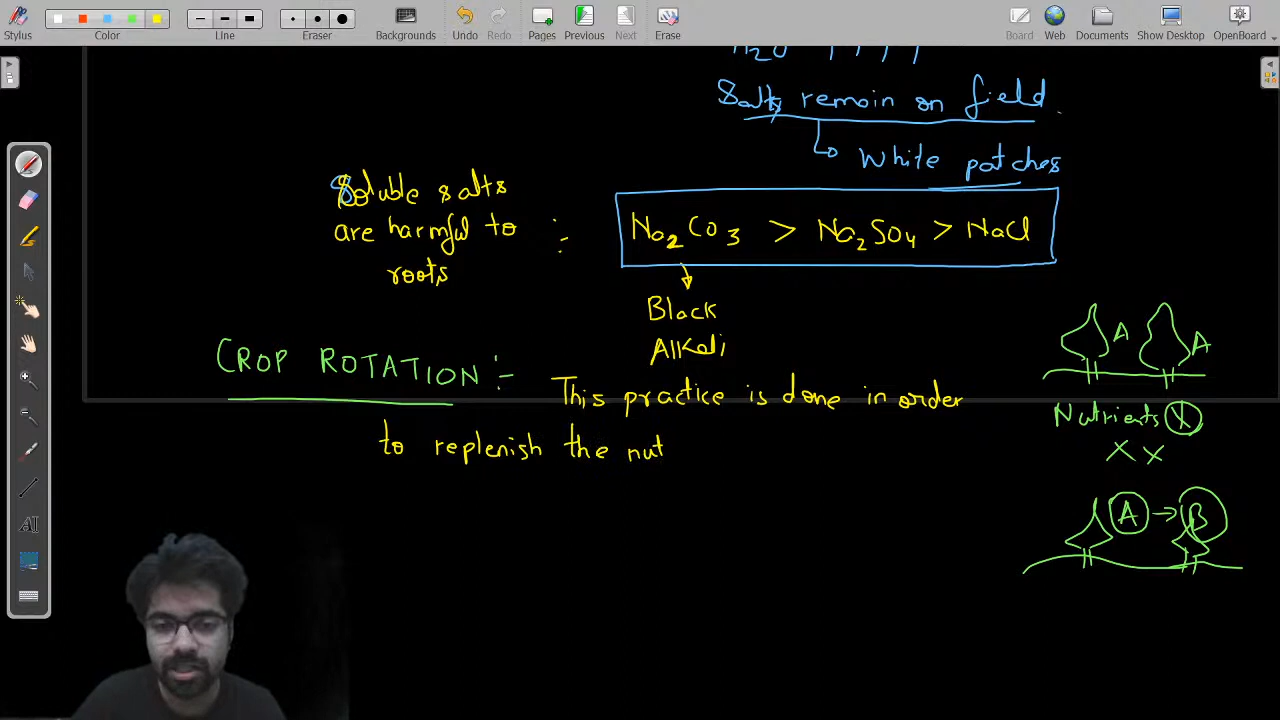 Stylus
Color
Line
Eraser
Backgrounds
Undo
Redo
Pages
Previous
Next
Erase
Board
Web
Documents
Show Desktop
OpenBoard
H2O
Salts remain on field.
White patches
Soluble salts
are harmful to
roots
:-
Na2CO3 > Na2SO4 > NaCl
Black
Alkali
CROP ROTATION :- This practice is done in order
to replenish the nut
A A
Nutrients X
X X
A → B
AI